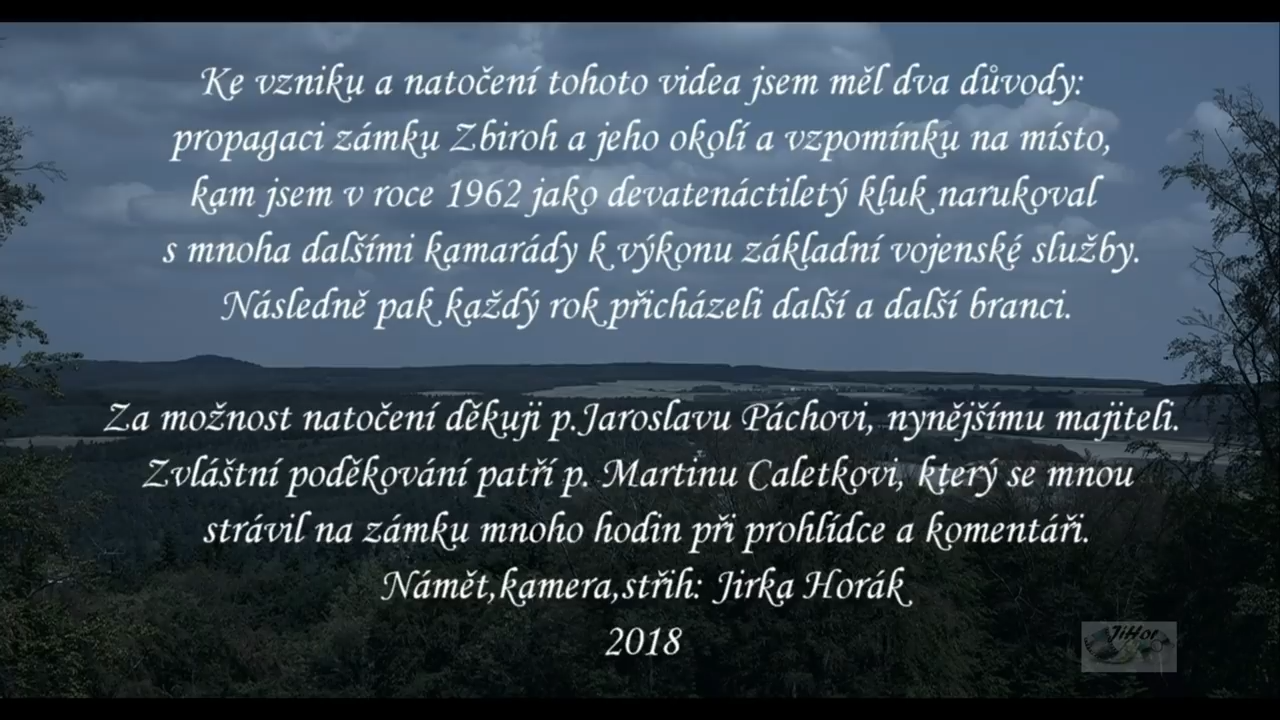 Ke vzniku a natočení tohoto videa jsem měl dva důvody:
propagaci zámku Zbiroh a jeho okolí a vzpomínku na místo,
kam jsem v roce 1962 jako devatenáctiletý kluk narukoval
s mnoha dalšími kamarády k výkonu základní vojenské služby.
Následně pak každý rok přicházeli další a další branci.
Za možnost natočení děkuji p.Jaroslavu Páchovi, nynějšímu majiteli.
Zvláštní poděkování patří p. Martinu Caletkovi, který se mnou
strávil na zámku mnoho hodin při prohlídce a komentáři.
Námět,kamera,střih: Jirka Horák
2018
JiHor